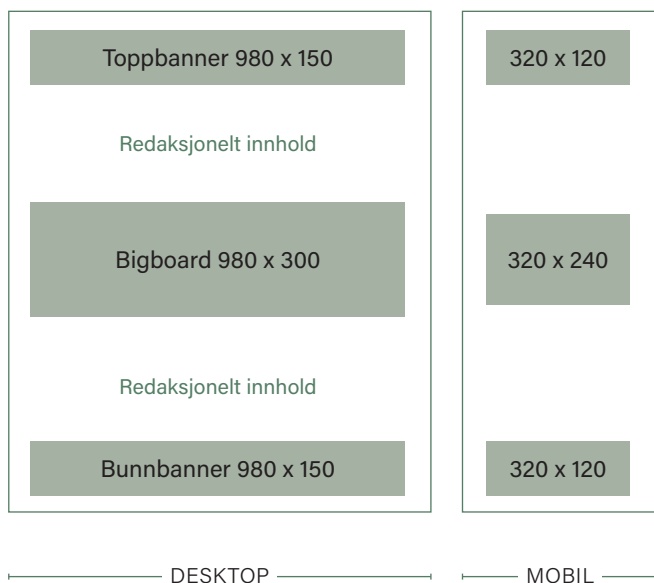 Toppbanner 980 x 150
Redaksjonelt innhold
Bigboard 980 x 300
Redaksjonelt innhold
Bunnbanner 980 x 150
DESKTOP
320 x 120
320 x 240
320 x 120
MOBIL